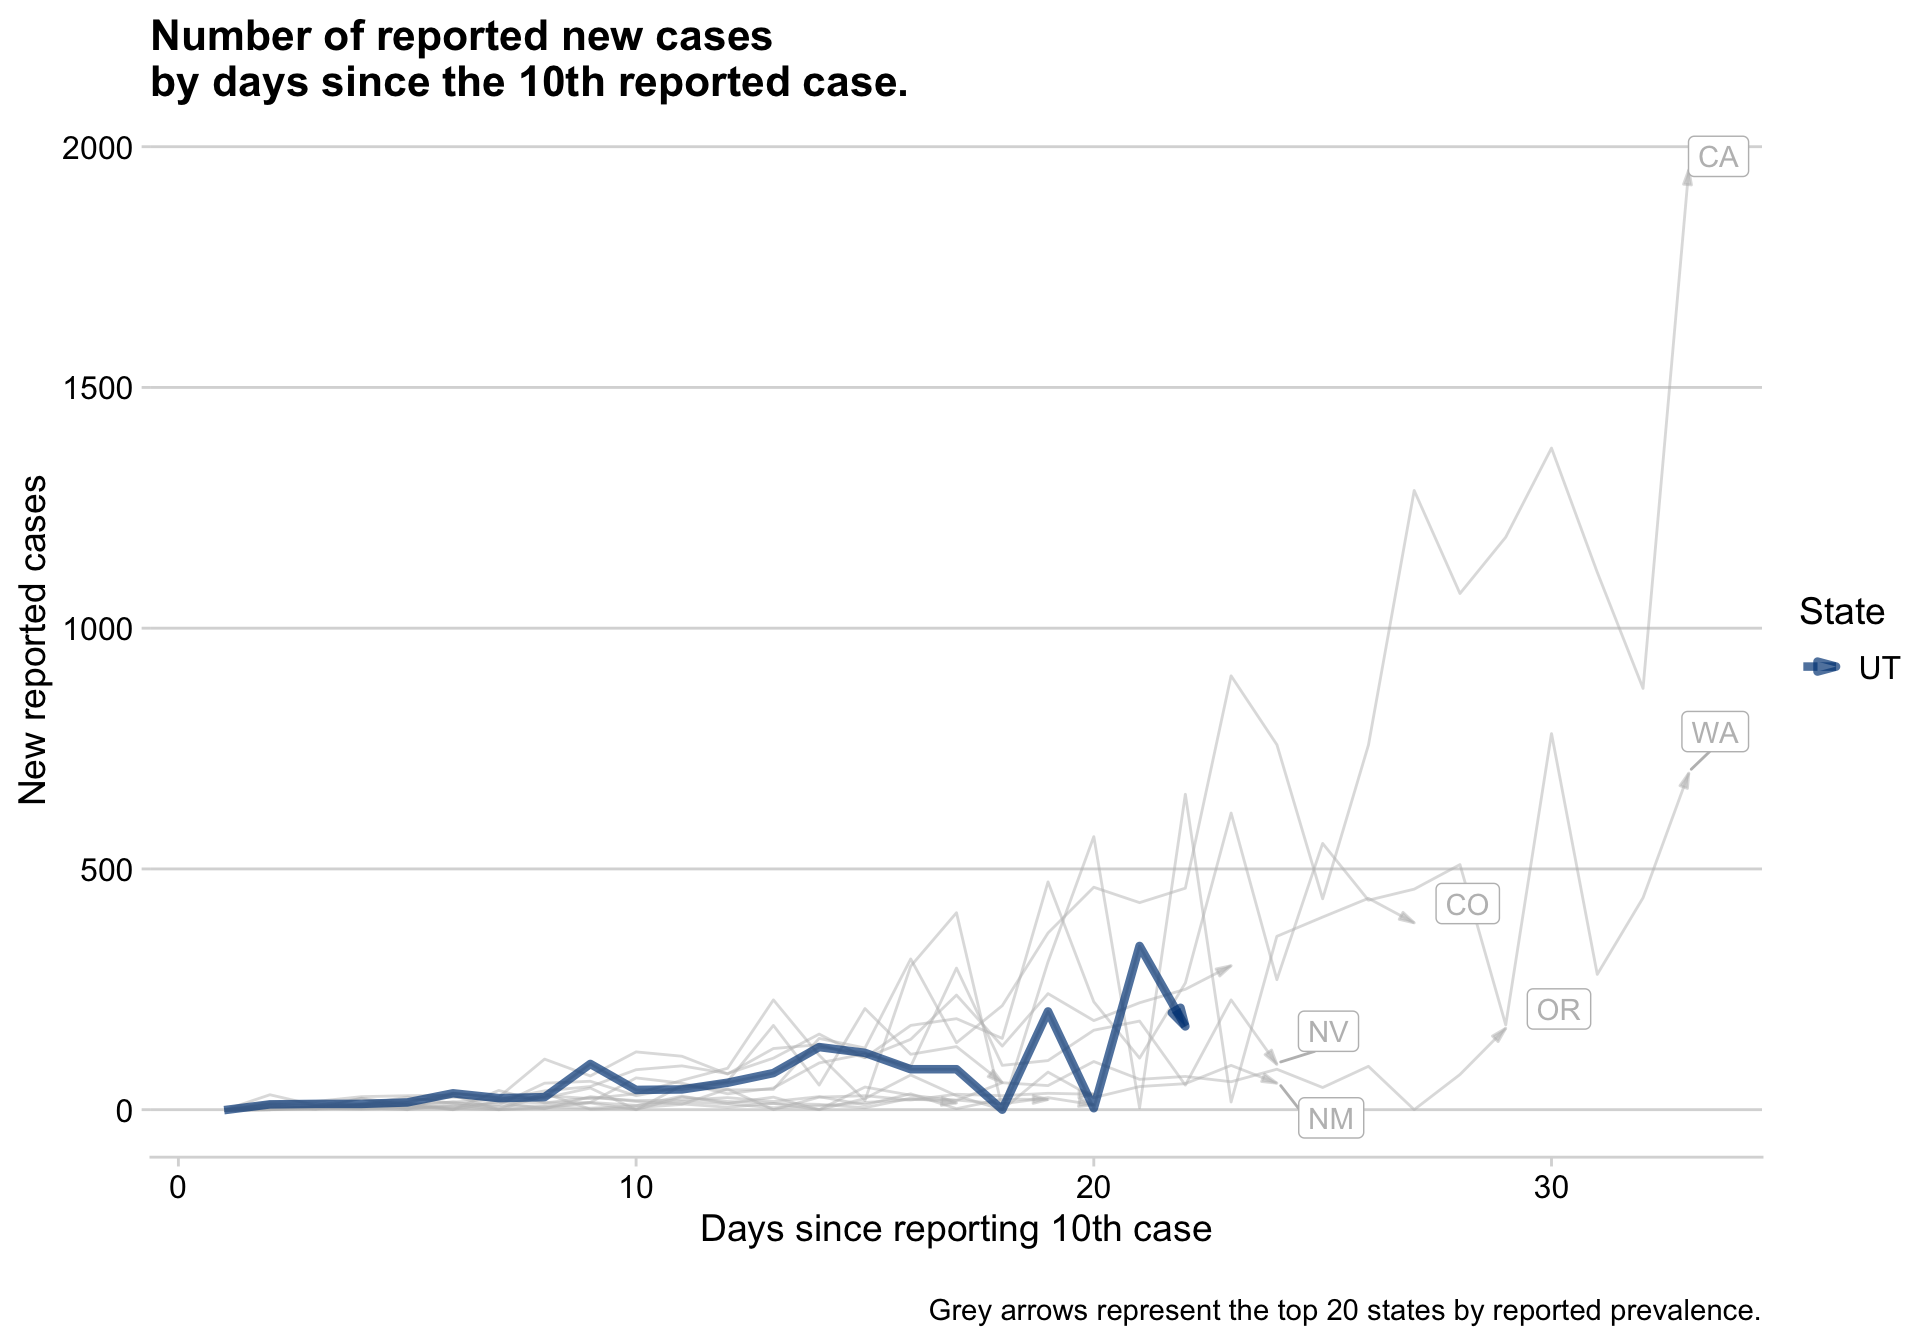 Number of reported new cases
by days since the 10th reported case.
2000
1500
1000
500
0
New reported cases
CA
WA
CO
OR
NV
NM
State
UT
0 10 20 30
Days since reporting 10th case
Grey arrows represent the top 20 states by reported prevalence.